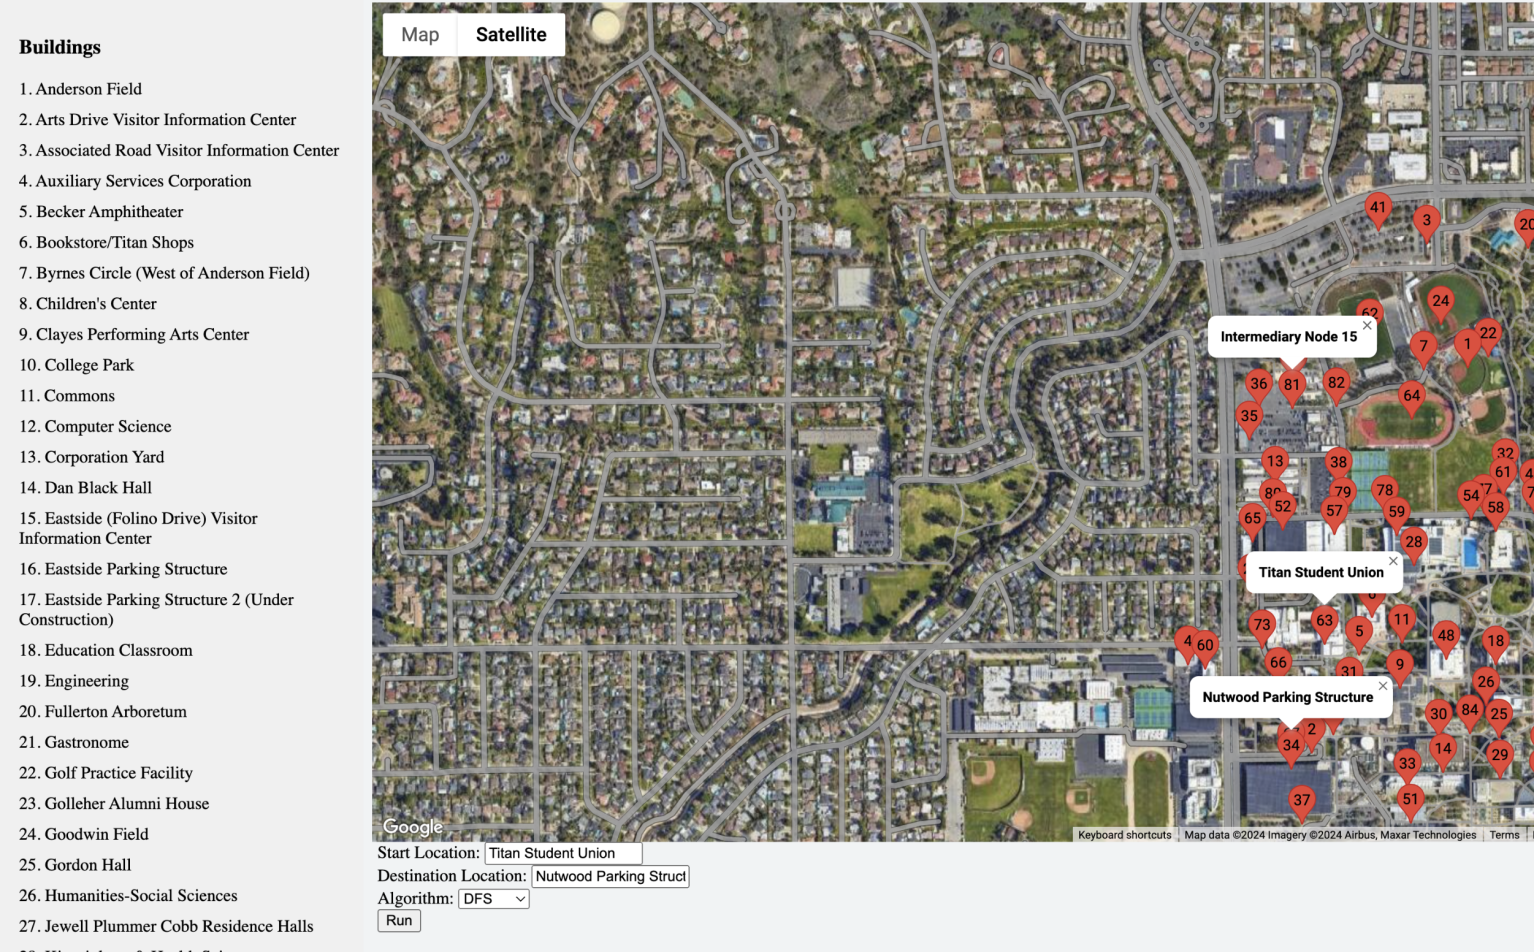 Buildings
1. Anderson Field
2. Arts Drive Visitor Information Center
3. Associated Road Visitor Information Center
4. Auxiliary Services Corporation
5. Becker Amphitheater
6. Bookstore/Titan Shops
7. Byrnes Circle (West of Anderson Field)
8. Children's Center
9. Clayes Performing Arts Center
10. College Park
11. Commons
12. Computer Science
13. Corporation Yard
14. Dan Black Hall
15. Eastside (Folino Drive) Visitor
Information Center
16. Eastside Parking Structure
17. Eastside Parking Structure 2 (Under
Construction)
18. Education Classroom
19. Engineering
20. Fullerton Arboretum
21. Gastronome
22. Golf Practice Facility
23. Golleher Alumni House
24. Goodwin Field
25. Gordon Hall
26. Humanities-Social Sciences
27. Jewell Plummer Cobb Residence Halls
Map Satellite
41
3
20
24
62
22
Intermediary Node 15
7
1
36
81
82
64
35
32
13
38
61
79
78
54
52
57
59
58
65
28
Titan Student Union
63
11
73
5
48
18
4
60
66
31
9
26
Nutwood Parking Structure
30
84
25
2
34
14
29
33
37
51
Google
Keyboard shortcuts Map data ©2024 Imagery ©2024 Airbus, Maxar Technologies Terms
Start Location: Titan Student Union
Destination Location: Nutwood Parking Struct
Algorithm: DFS
Run